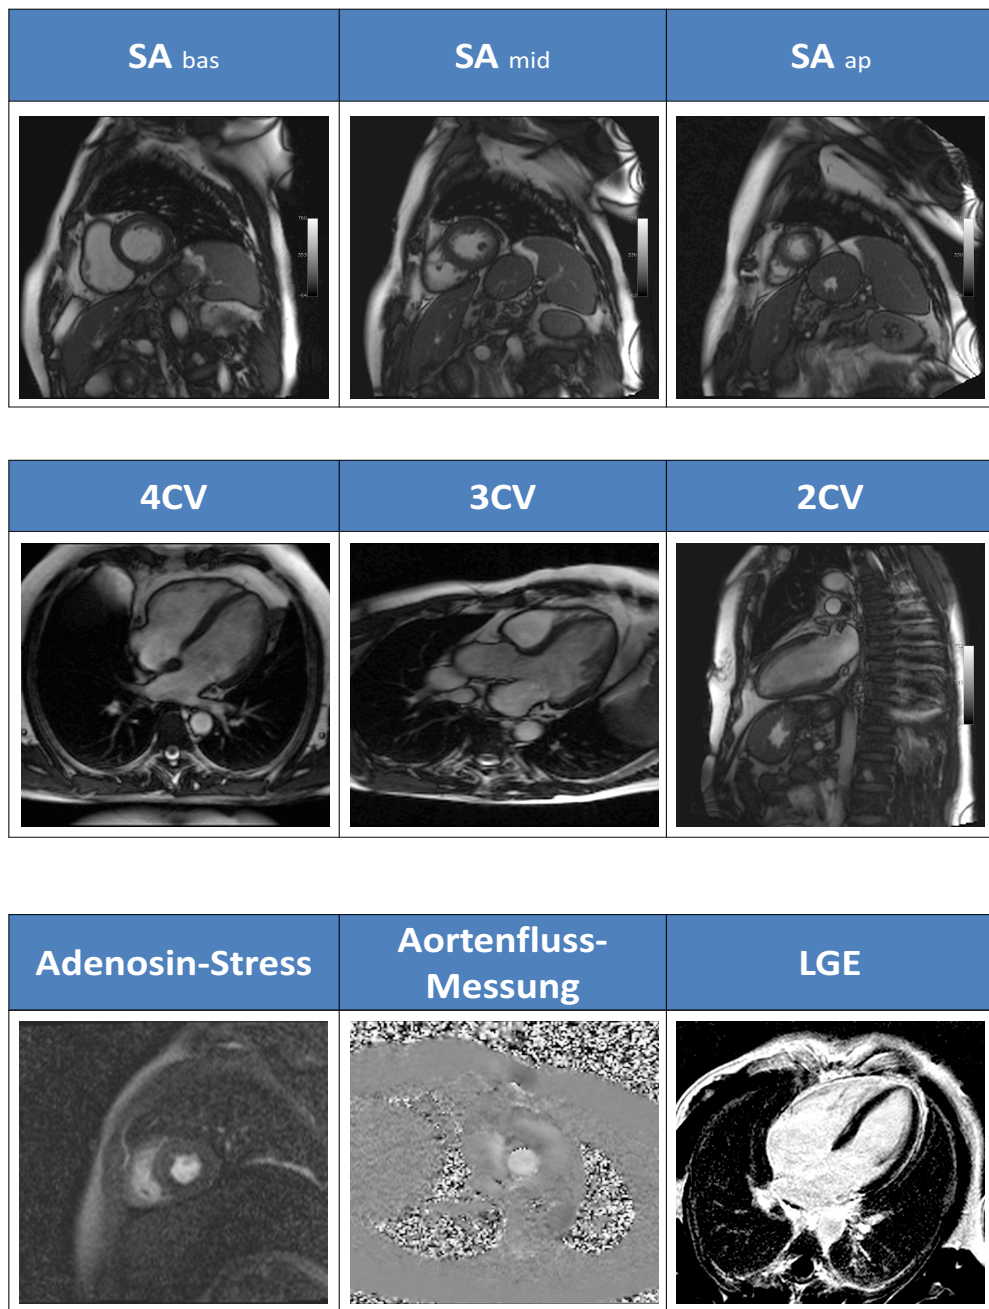 SA bas
SA mid
SA ap
4CV
3CV
2CV
Adenosin-Stress
Aortenfluss-
Messung
LGE